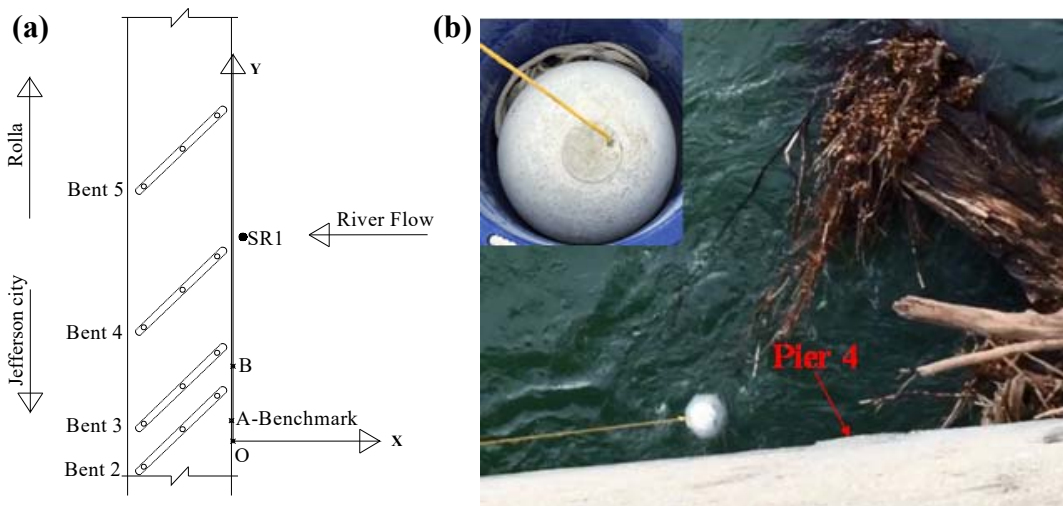 (a)
Y
Rolla
Bent 5
River Flow
SR1
Jefferson city
Bent 4
B
Bent 3
A-Benchmark
X
O
Bent 2
(b)
Pier 4